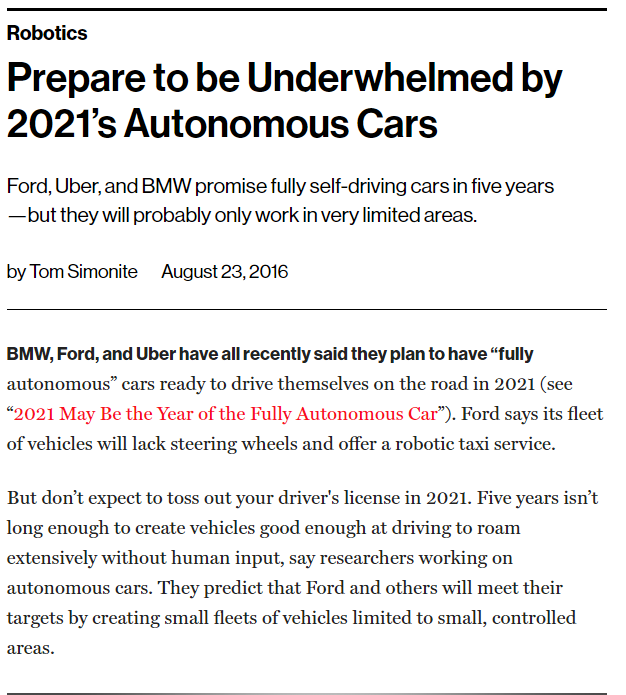 Robotics
Prepare to be Underwhelmed by
2021’s Autonomous Cars
Ford, Uber, and BMW promise fully self-driving cars in five years
—but they will probably only work in very limited areas.
by Tom Simonite August 23, 2016
BMW, Ford, and Uber have all recently said they plan to have “fully
autonomous” cars ready to drive themselves on the road in 2021 (see
“2021 May Be the Year of the Fully Autonomous Car”). Ford says its fleet
of vehicles will lack steering wheels and offer a robotic taxi service.
But don’t expect to toss out your driver's license in 2021. Five years isn’t
long enough to create vehicles good enough at driving to roam
extensively without human input, say researchers working on
autonomous cars. They predict that Ford and others will meet their
targets by creating small fleets of vehicles limited to small, controlled
areas.